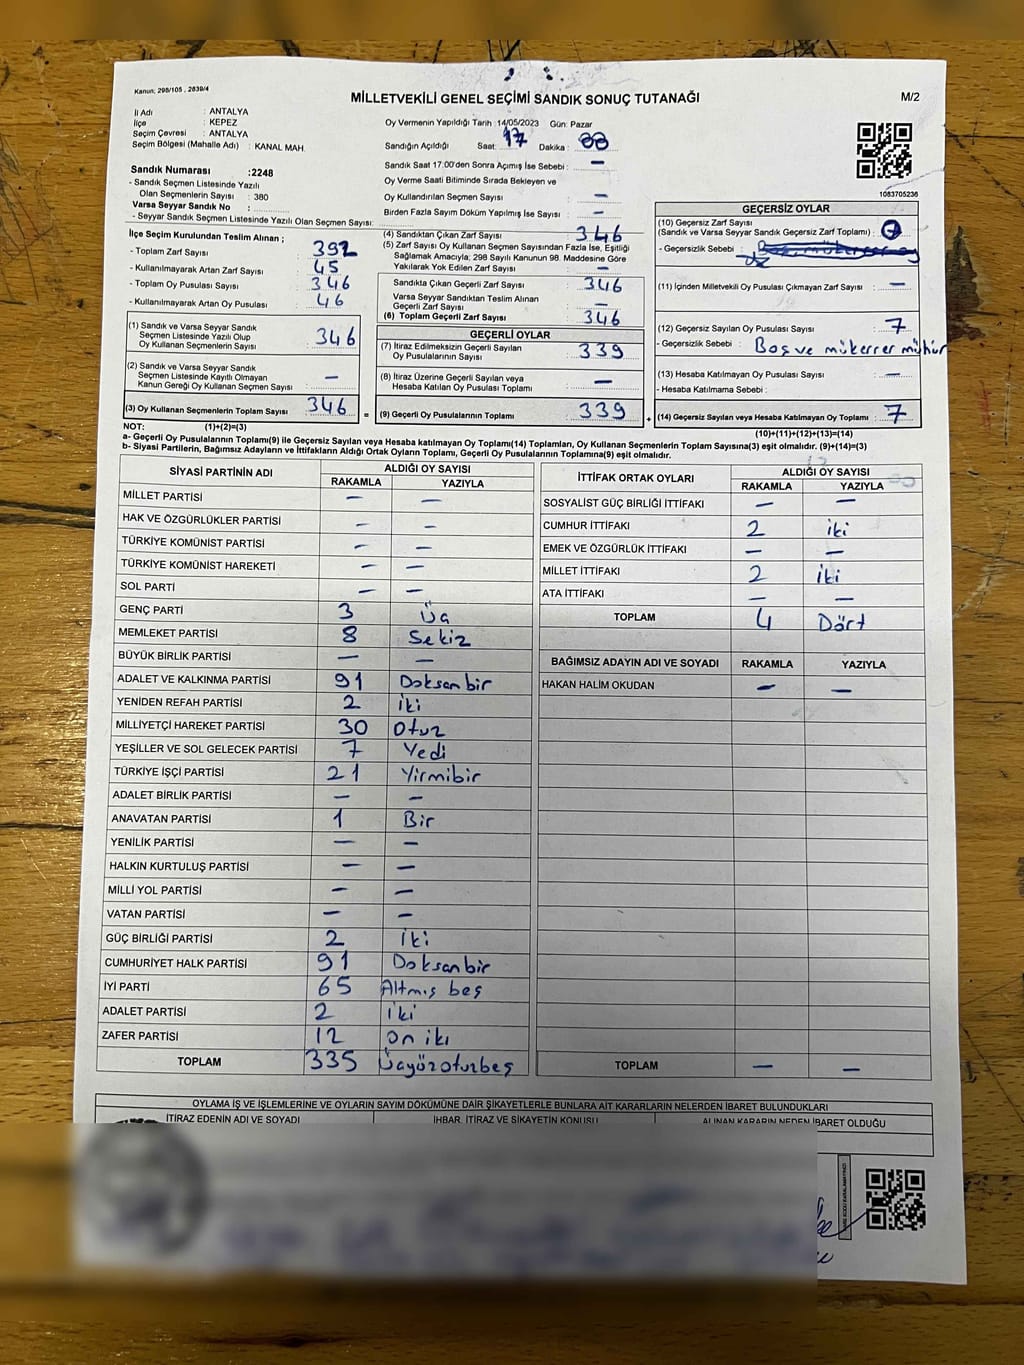 Kanun; 298/105 , 2839/4
MİLLETVEKİLİ GENEL SEÇİMİ SANDIK SONUÇ TUTANAĞI
M/2
İl Adı : ANTALYA
İlçe : KEPEZ
Seçim Çevresi : ANTALYA
Seçim Bölgesi (Mahalle Adı) : KANAL MAH.
Oy Vermenin Yapıldığı Tarih :14/05/2023 Gün: Pazar
Sandığın Açıldığı Saat: 17 Dakika : 00
Sandık Saat 17:00'den Sonra Açımış İse Sebebi : —
Oy Verme Saati Bitiminde Sırada Bekleyen ve
Oy Kullandırılan Seçmen Sayısı : —
Birden Fazla Sayım Döküm Yapılmış İse Sayısı : —
1083705236
Sandık Numarası :2248
- Sandık Seçmen Listesinde Yazılı
Olan Seçmenlerin Sayısı : 380
Varsa Seyyar Sandık No :
- Seyyar Sandık Seçmen Listesinde Yazılı Olan Seçmen Sayısı:
İlçe Seçim Kurulundan Teslim Alınan ;
- Toplam Zarf Sayısı : 392
- Kullanılmayarak Artan Zarf Sayısı : 45
- Toplam Oy Pusulası Sayısı : 346
- Kullanılmayarak Artan Oy Pusulası : 46
(1) Sandık ve Varsa Seyyar Sandık
Seçmen Listesinde Yazılı Olup
Oy Kullanan Seçmenlerin Sayısı : 346
(2) Sandık ve Varsa Seyyar Sandık
Seçmen Listesinde Kayıtlı Olmayan
Kanun Gereği Oy Kullanan Seçmen Sayısı : —
(3) Oy Kullanan Seçmenlerin Toplam Sayısı : 346 =
(4) Sandıktan Çıkan Zarf Sayısı : 346
(5) Zarf Sayısı Oy Kullanan Seçmen Sayısından Fazla İse, Eşitliği
Sağlamak Amacıyla; 298 Sayılı Kanunun 98. Maddesine Göre
Yakılarak Yok Edilen Zarf Sayısı : —
Sandıkta Çıkan Geçerli Zarf Sayısı : 346
Varsa Seyyar Sandıktan Teslim Alınan
Geçerli Zarf Sayısı : —
(6) Toplam Geçerli Zarf Sayısı : 346
GEÇERLİ OYLAR
(7) İtiraz Edilmeksizin Geçerli Sayılan
Oy Pusulalarının Sayısı : 339
(8) İtiraz Üzerine Geçerli Sayılan veya
Hesaba Katılan Oy Pusulası Toplamı : —
(9) Geçerli Oy Pusulalarının Toplamı : 339 +
GEÇERSİZ OYLAR
(10) Geçersiz Zarf Sayısı
(Sandık ve Varsa Seyyar Sandık Geçersiz Zarf Toplamı) :
- Geçersizlik Sebebi :
(11) İçinden Milletvekili Oy Pusulası Çıkmayan Zarf Sayısı : —
(12) Geçersiz Sayılan Oy Pusulası Sayısı : 7
- Geçersizlik Sebebi : Boş ve mükerrer mühür
(13) Hesaba Katılmayan Oy Pusulası Sayısı : —
- Hesaba Katılmama Sebebi :
(14) Geçersiz Sayılan veya Hesaba Katılmayan Oy Toplamı : 7
NOT: (1)+(2)=(3) (10)+(11)+(12)+(13)=(14)
a- Geçerli Oy Pusulalarının Toplamı(9) ile Geçersiz Sayılan veya Hesaba katılmayan Oy Toplamı(14) Toplamları, Oy Kullanan Seçmenlerin Toplam Sayısına(3) eşit olmalıdır. (9)+(14)=(3)
b- Siyasi Partilerin, Bağımsız Adayların ve İttifakların Aldığı Ortak Oyların Toplamı, Geçerli Oy Pusulalarının Toplamına(9) eşit olmalıdır.
SİYASİ PARTİNİN ADI ALDIĞI OY SAYISI
RAKAMLA YAZIYLA
MİLLET PARTİSİ — —
HAK VE ÖZGÜRLÜKLER PARTİSİ — —
TÜRKİYE KOMÜNİST PARTİSİ — —
TÜRKİYE KOMÜNİST HAREKETİ — —
SOL PARTİ — —
GENÇ PARTİ 3 Üç
MEMLEKET PARTİSİ 8 Sekiz
BÜYÜK BİRLİK PARTİSİ — —
ADALET VE KALKINMA PARTİSİ 91 Doksanbir
YENİDEN REFAH PARTİSİ 2 iki
MİLLİYETÇİ HAREKET PARTİSİ 30 Otuz
YEŞİLLER VE SOL GELECEK PARTİSİ 7 Yedi
TÜRKİYE İŞÇİ PARTİSİ 21 Yirmibir
ADALET BİRLİK PARTİSİ — —
ANAVATAN PARTİSİ 1 Bir
YENİLİK PARTİSİ — —
HALKIN KURTULUŞ PARTİSİ — —
MİLLİ YOL PARTİSİ — —
VATAN PARTİSİ — —
GÜÇ BİRLİĞİ PARTİSİ 2 İki
CUMHURİYET HALK PARTİSİ 91 Doksanbir
İYİ PARTİ 65 Altmış beş
ADALET PARTİSİ 2 iki
ZAFER PARTİSİ 12 on iki
TOPLAM 335 Üçyüzotuzbeş
İTTİFAK ORTAK OYLARI ALDIĞI OY SAYISI
RAKAMLA YAZIYLA
SOSYALİST GÜÇ BİRLİĞİ İTTİFAKI — —
CUMHUR İTTİFAKI 2 iki
EMEK VE ÖZGÜRLÜK İTTİFAKI — —
MİLLET İTTİFAKI 2 iki
ATA İTTİFAKI — —
TOPLAM 4 Dört
BAĞIMSIZ ADAYIN ADI VE SOYADI RAKAMLA YAZIYLA
HAKAN HALİM OKUDAN — —
TOPLAM — —
OYLAMA İŞ VE İŞLEMLERİNE VE OYLARIN SAYIM DÖKÜMÜNE DAİR ŞİKAYETLERLE BUNLARA AİT KARARLARIN NELERDEN İBARET BULUNDUKLARI
İTİRAZ EDENİN ADI VE SOYADI İHBAR, İTİRAZ VE ŞİKAYETİN KONUSU ALINAN KARARIN NEDEN İBARET OLDUĞU